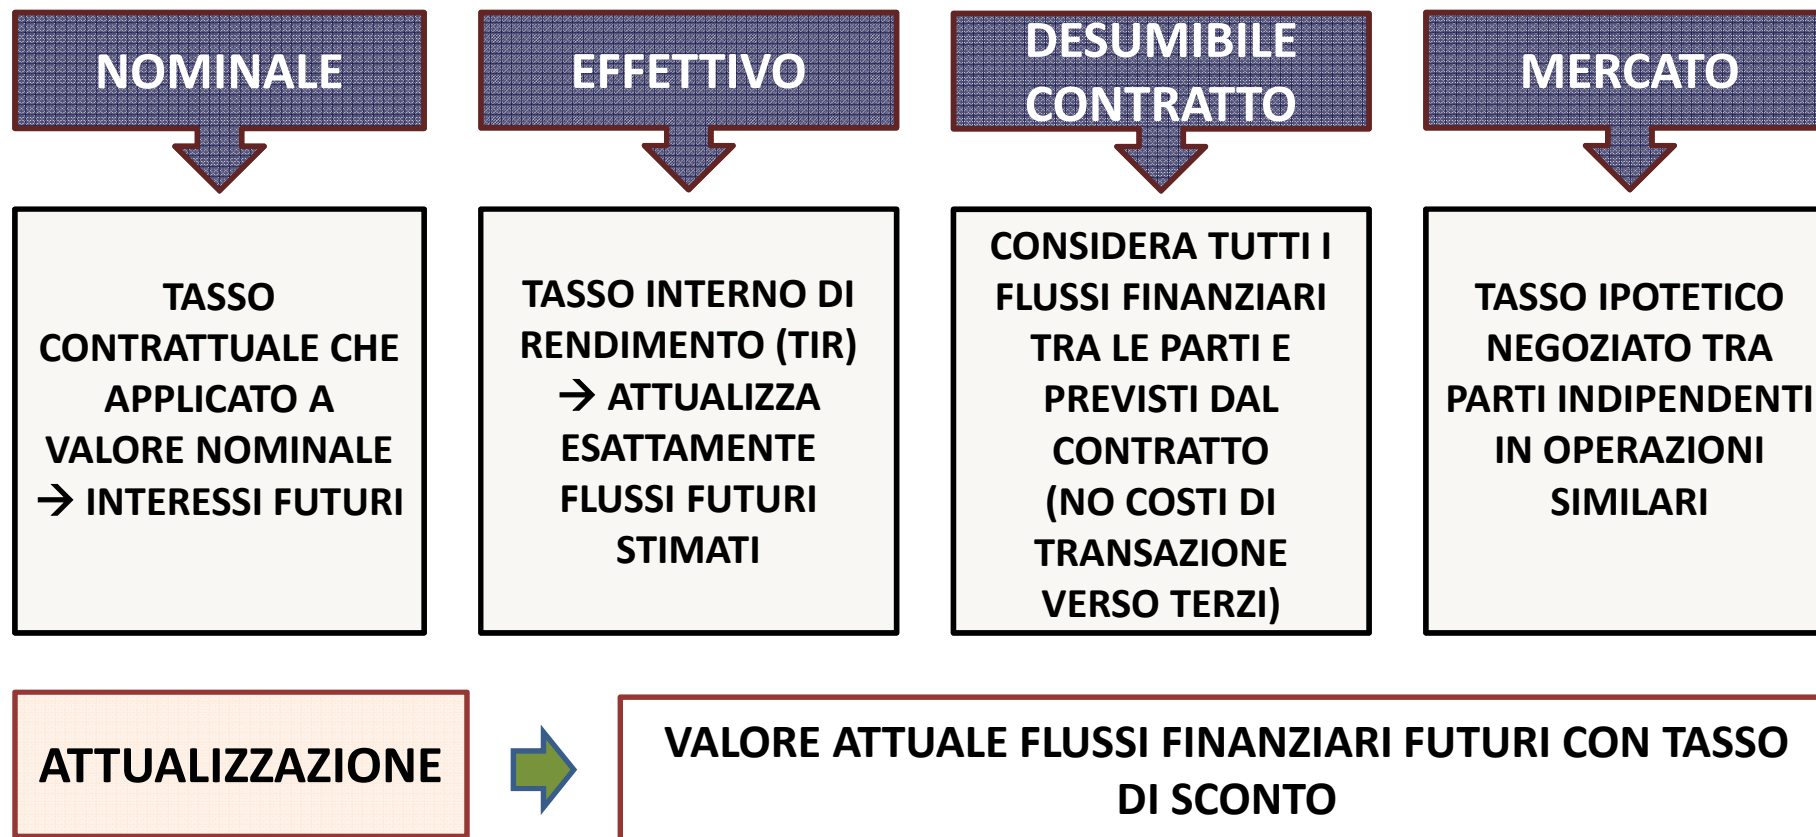 NOMINALE
EFFETTIVO
DESUMIBILE
CONTRATTO
MERCATO
TASSO
CONTRATTUALE CHE
APPLICATO A
VALORE NOMINALE
→ INTERESSI FUTURI
TASSO INTERNO DI
RENDIMENTO (TIR)
→ ATTUALIZZA
ESATTAMENTE
FLUSSI FUTURI
STIMATI
CONSIDERA TUTTI I
FLUSSI FINANZIARI
TRA LE PARTI E
PREVISTI DAL
CONTRATTO
(NO COSTI DI
TRANSAZIONE
VERSO TERZI)
TASSO IPOTETICO
NEGOZIATO TRA
PARTI INDIPENDENTI
IN OPERAZIONI
SIMILARI
ATTUALIZZAZIONE
VALORE ATTUALE FLUSSI FINANZIARI FUTURI CON TASSO
DI SCONTO